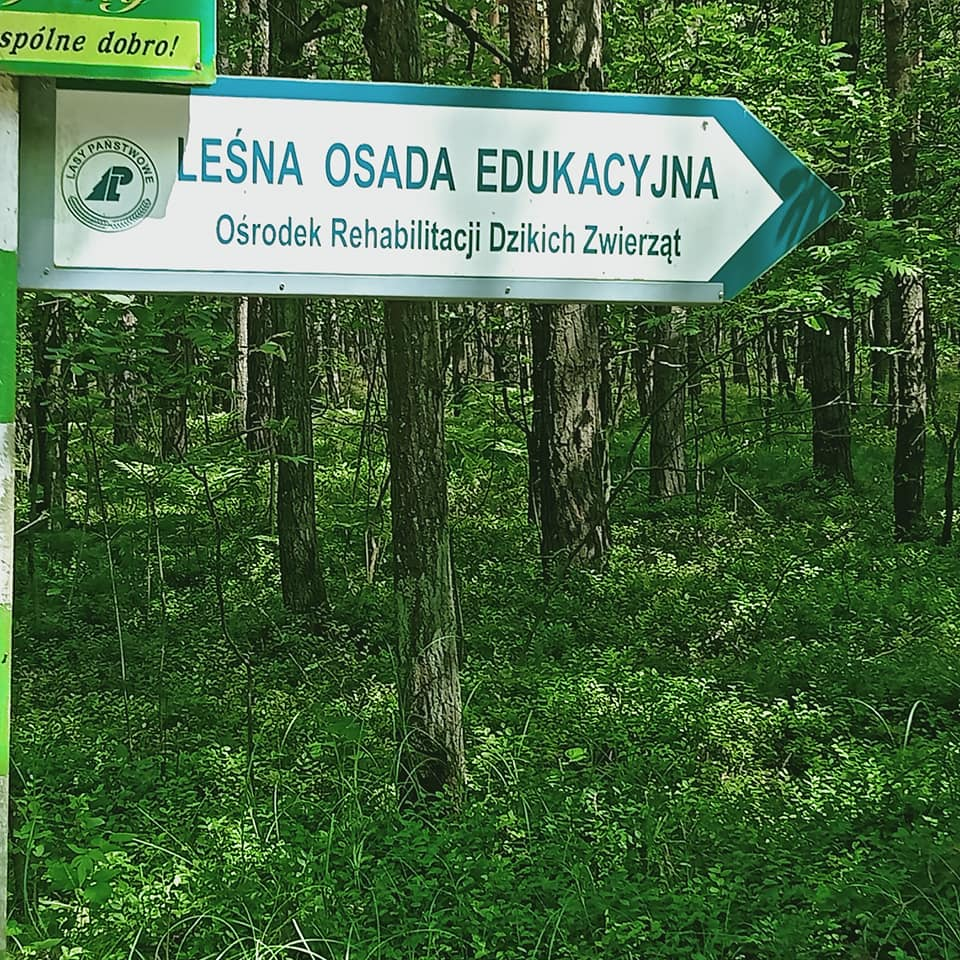 spólne dobro!
LASY PAŃSTWOWE
LEŚNA OSADA EDUKACYJNA
Ośrodek Rehabilitacji Dzikich Zwierząt